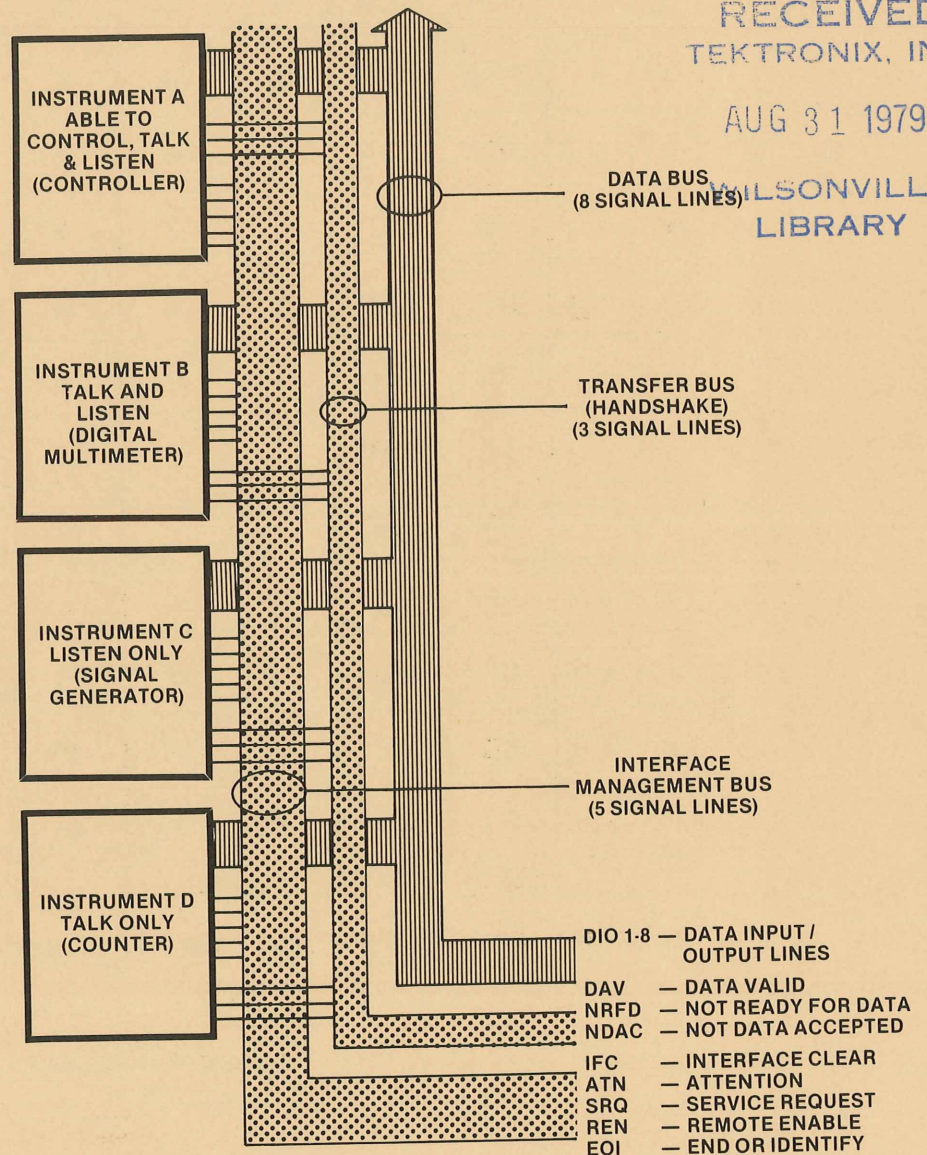 RECEIVED
TEKTRONIX,
AUG 31 1979
LIBRARY
INSTRUMENT A
ABLE TO
CONTROL, TALK
& LISTEN
(CONTROLLER)
DATA BUS
(8 SIGNAL LINES)
INSTRUMENT B
TALK AND
LISTEN
(DIGITAL
MULTIMETER)
TRANSFER BUS
(HANDSHAKE)
(3 SIGNAL LINES)
INSTRUMENT C
LISTEN ONLY
(SIGNAL
GENERATOR)
INTERFACE
MANAGEMENT BUS
(5 SIGNAL LINES)
INSTRUMENT D
TALK ONLY
(COUNTER)
DIO 1-8 — DATA INPUT /
OUTPUT LINES
DAV — DATA VALID
NRFD — NOT READY FOR DATA
NDAC — NOT DATA ACCEPTED
IFC — INTERFACE CLEAR
ATN — ATTENTION
SRQ — SERVICE REQUEST
REN — REMOTE ENABLE
EOI — END OR IDENTIFY